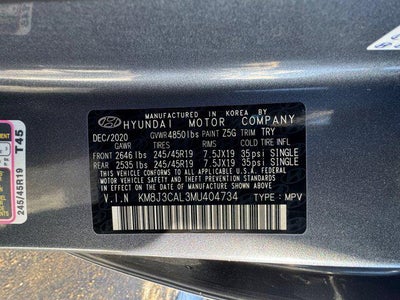 MANUFACTURED IN KOREA BY
HYUNDAI MOTOR COMPANY
DEC/2020 GVWR4850lbs PAINT Z5G TRIM TRY
GAWR TIRES RIMS COLD TIRE INFL
FRONT 2646 lbs 245/45R19 7.5JX19 35psi SINGLE
REAR 2535 lbs 245/45R19 7.5JX19 35psi SINGLE
THIS VEHICLE CONFORMS TO ALL APPLICABLE FEDERAL
MOTOR VEHICLE SAFETY, BUMPER, AND THEFT PREVENTION
STANDARDS IN EFFECT ON THE DATE OF MANUFACTURE SHOWN ABOVE.
V.I.N KM8J3CAL3MU404734 TYPE: MPV
245/45R19 T45